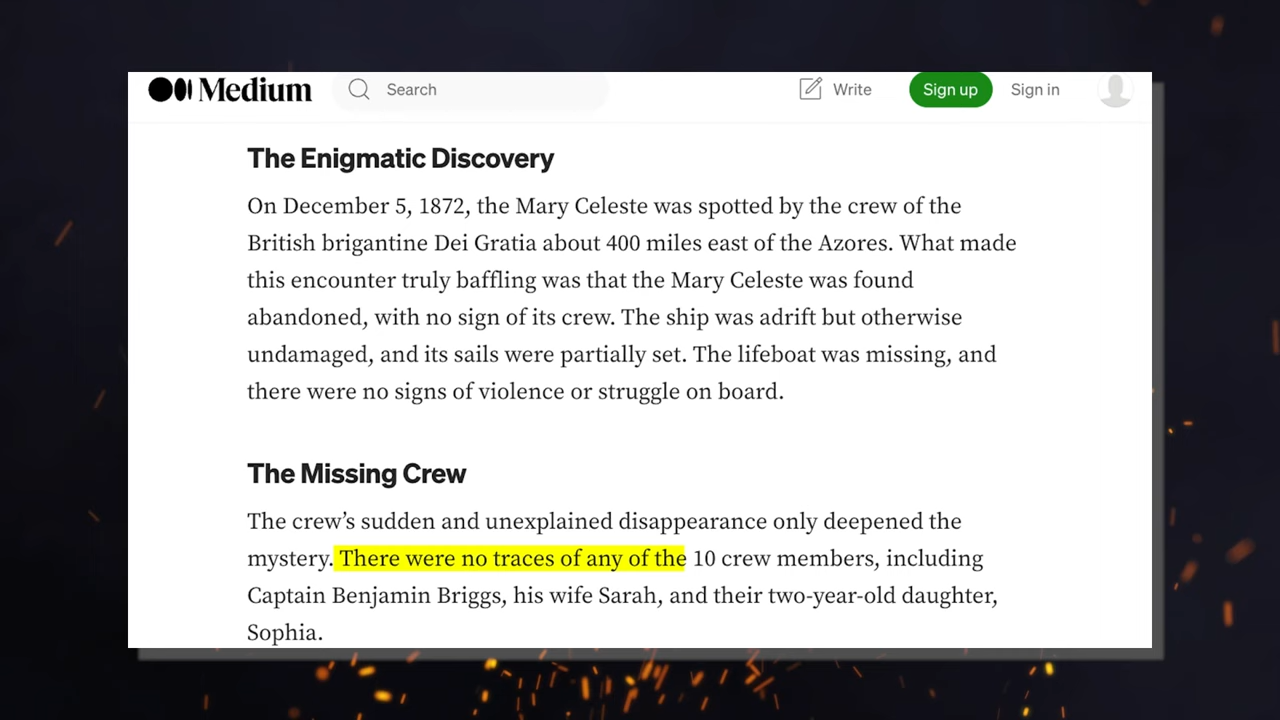 Medium
Search
Write
Sign up
Sign in
The Enigmatic Discovery
On December 5, 1872, the Mary Celeste was spotted by the crew of the
British brigantine Dei Gratia about 400 miles east of the Azores. What made
this encounter truly baffling was that the Mary Celeste was found
abandoned, with no sign of its crew. The ship was adrift but otherwise
undamaged, and its sails were partially set. The lifeboat was missing, and
there were no signs of violence or struggle on board.
The Missing Crew
The crew’s sudden and unexplained disappearance only deepened the
mystery. There were no traces of any of the 10 crew members, including
Captain Benjamin Briggs, his wife Sarah, and their two-year-old daughter,
Sophia.